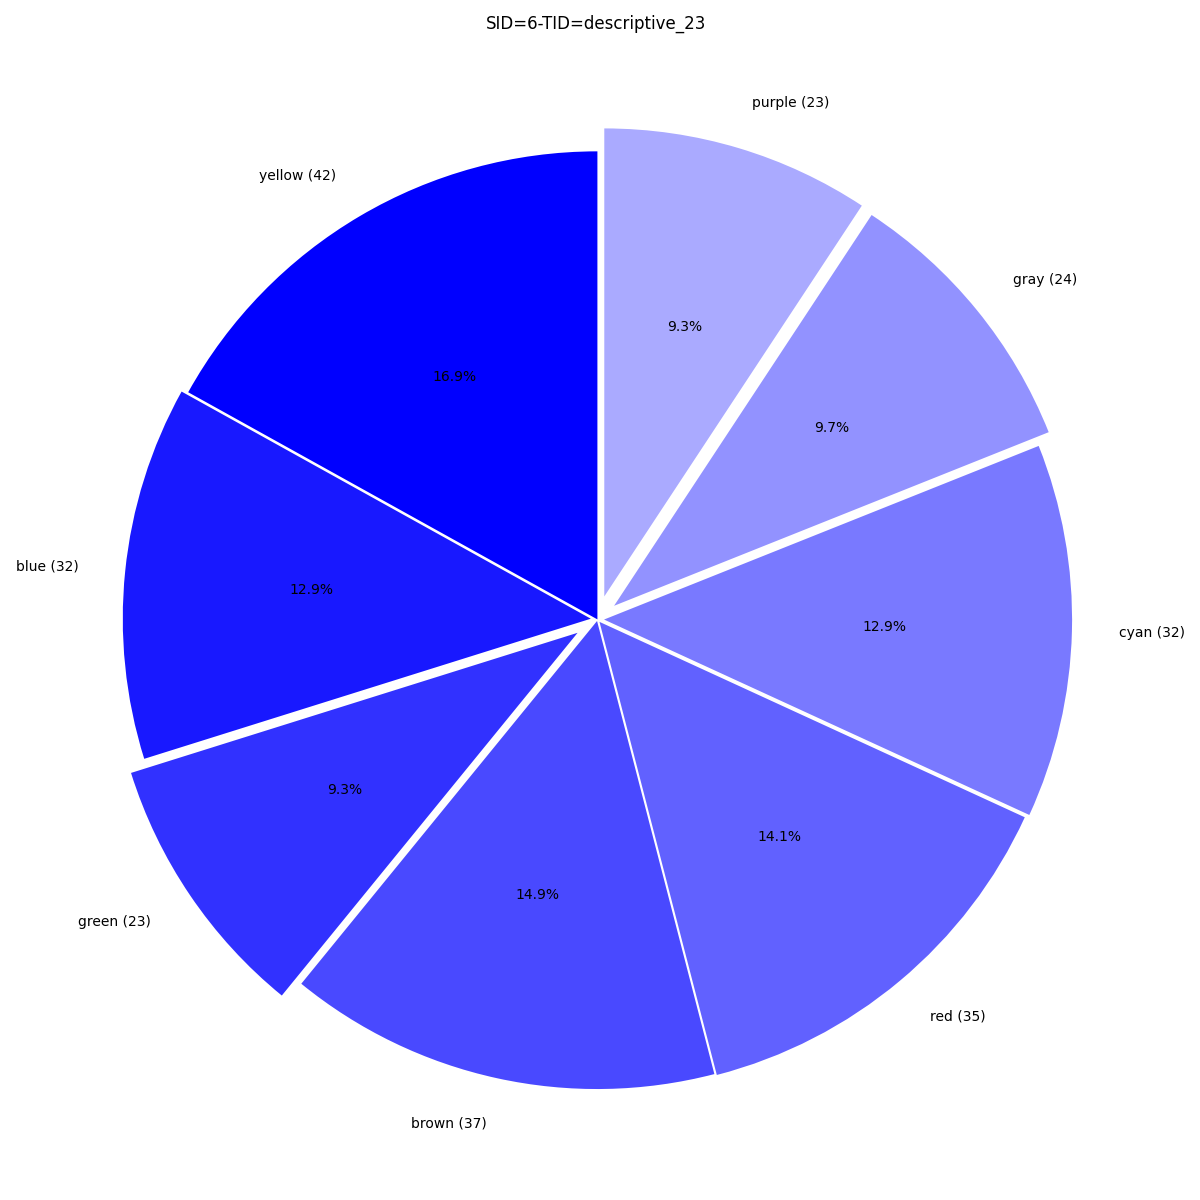 SID=6-TID=descriptive_23
purple (23)
yellow (42)
gray (24)
9.3%
16.9%
9.7%
blue (32)
12.9%
12.9%
cyan (32)
9.3%
14.1%
14.9%
green (23)
red (35)
brown (37)